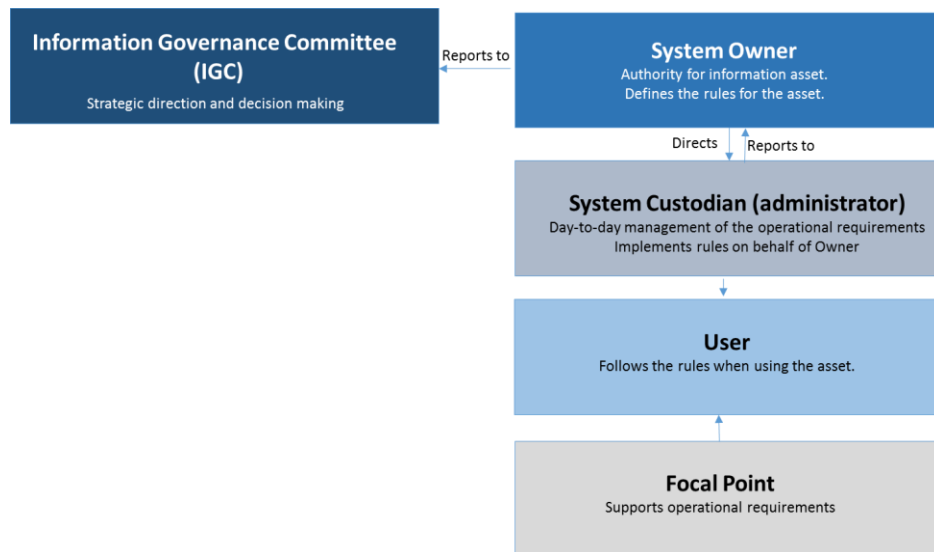 Information Governance Committee
(IGC)
Strategic direction and decision making
Reports to
System Owner
Authority for information asset.
Defines the rules for the asset.
Directs
Reports to
System Custodian (administrator)
Day-to-day management of the operational requirements
Implements rules on behalf of Owner
User
Follows the rules when using the asset.
Focal Point
Supports operational requirements